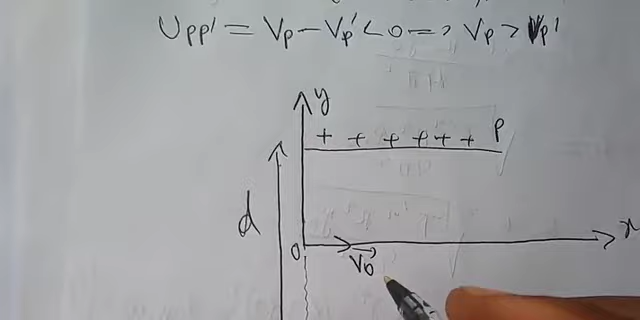 Upp' = Vp - Vp' < 0 => Vp > Vp'
y
+ + + + + + P
d
0
V0
x